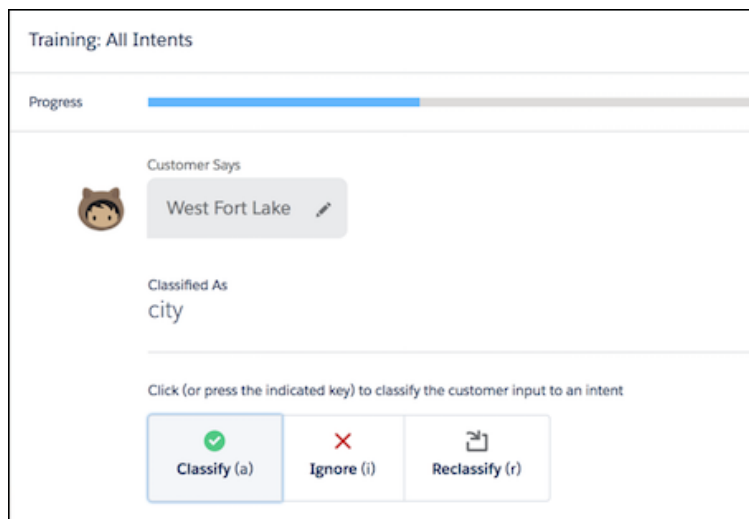 Training: All Intents
Progress
Customer Says
West Fort Lake
Classified As
city
Click (or press the indicated key) to classify the customer input to an intent
Classify (a) Ignore (i) Reclassify (r)